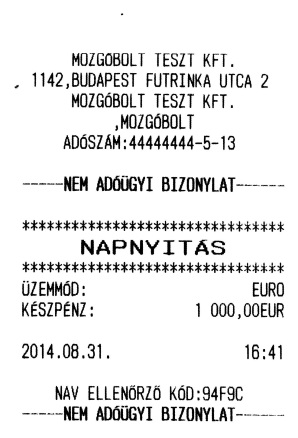 MOZGÓBOLT TESZT KFT.
1142,BUDAPEST FUTRINKA UTCA 2
MOZGÓBOLT TESZT KFT.
,MOZGÓBOLT
ADÓSZÁM:44444444-5-13
-----NEM ADÓÜGYI BIZONYLAT------
********************************
NAPNYITÁS
********************************
ÜZEMMÓD: EURO
KÉSZPÉNZ: 1 000,00EUR
2014.08.31. 16:41
NAV ELLENŐRZŐ KÓD:94F9C
-----NEM ADÓÜGYI BIZONYLAT------